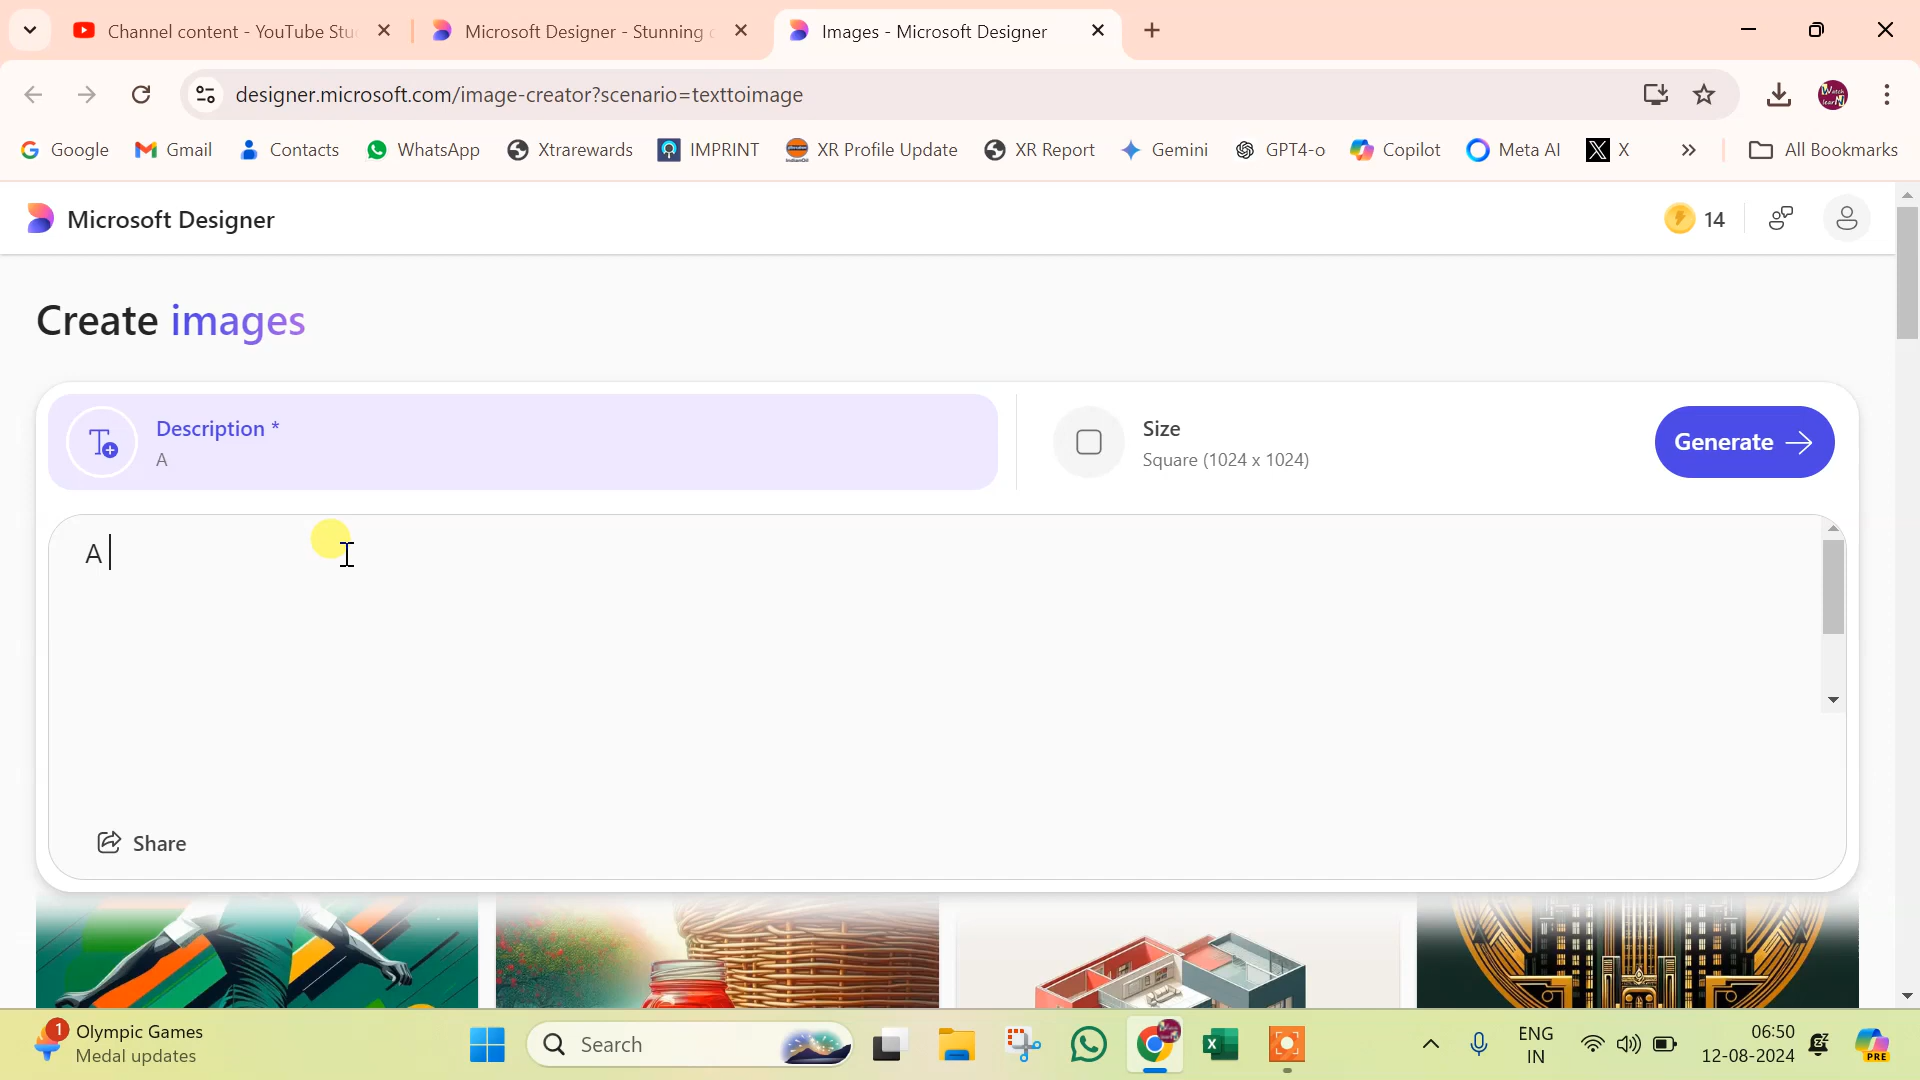 Channel content - YouTube Stu
Microsoft Designer - Stunning
Images - Microsoft Designer
designer.microsoft.com/image-creator?scenario=texttoimage
Google Gmail Contacts WhatsApp Xtrarewards IMPRINT XR Profile Update XR Report Gemini GPT4-o Copilot Meta AI X All Bookmarks
Microsoft Designer
14
Create images
Description *
A
Size
Square (1024 x 1024)
Generate
A
Share
1
Olympic Games
Medal updates
Search
ENG
IN
06:50
12-08-2024
PRE